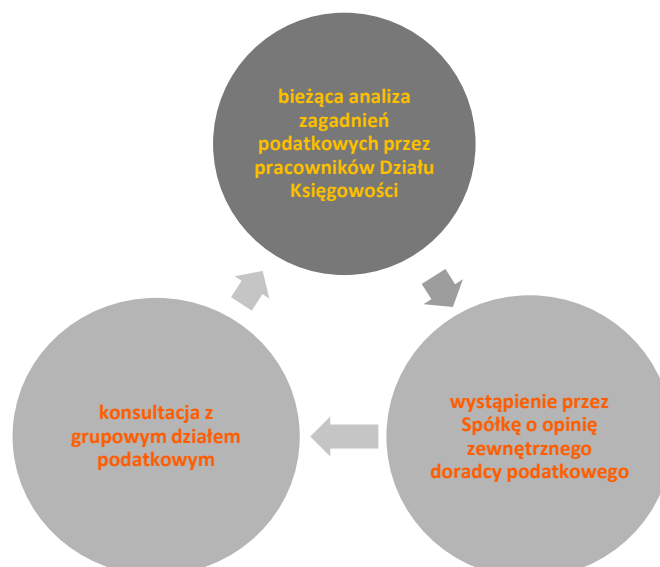 bieżąca analiza
zagadnień
podatkowych przez
pracowników Działu
Księgowości
wystąpienie przez
Spółkę o opinię
zewnętrznego
doradcy podatkowego
konsultacja z
grupowym działem
podatkowym